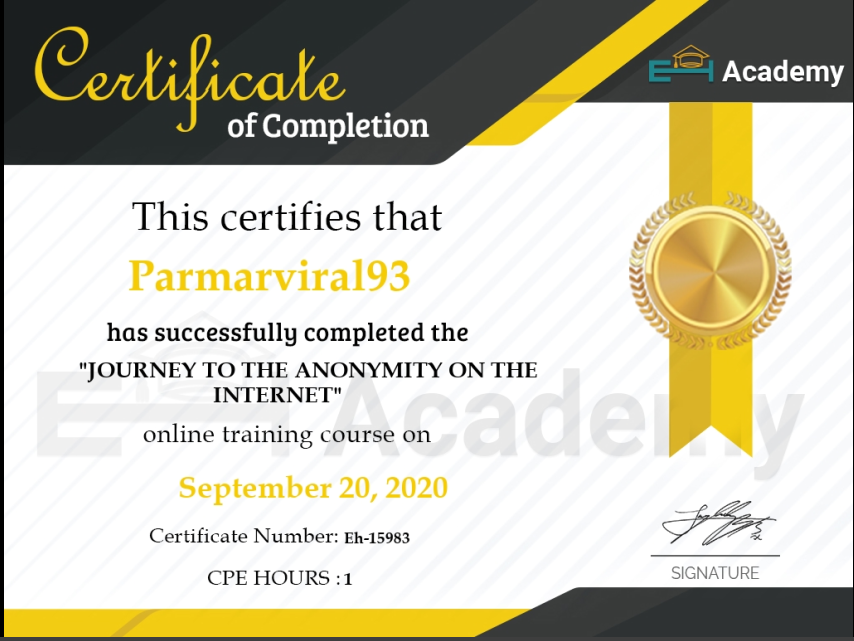 Certificate
of Completion
EH Academy
This certifies that
Parmarviral93
has successfully completed the
"JOURNEY TO THE ANONYMITY ON THE
INTERNET"
EH Academy
online training course on
September 20, 2020
Certificate Number: Eh-15983
CPE HOURS : 1
SIGNATURE